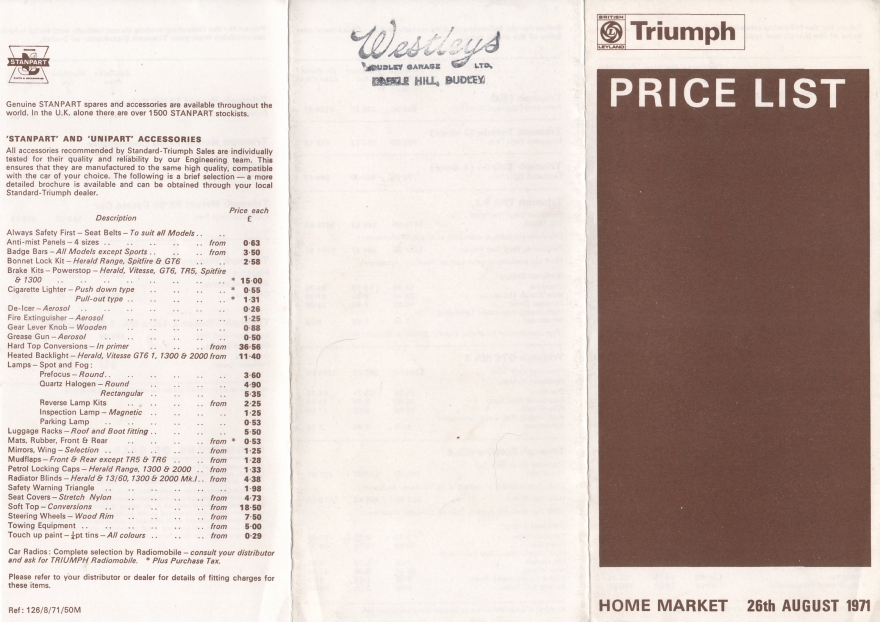 STANPART
Genuine STANPART spares and accessories are available throughout the
world. In the U.K. alone there are over 1500 STANPART stockists.
'STANPART' AND 'UNIPART' ACCESSORIES
All accessories recommended by Standard-Triumph Sales are individually
tested for their quality and reliability by our Engineering team. This
ensures that they are manufactured to the same high quality, compatible
with the car of your choice. The following is a brief selection — a more
detailed brochure is available and can be obtained through your local
Standard-Triumph dealer.
Price each
Description £
Always Safety First – Seat Belts – To suit all Models . . . .
Anti-mist Panels – 4 sizes . . . . . . . . . . from 0·63
Badge Bars – All Models except Sports . . . . . . from 3·50
Bonnet Lock Kit – Herald Range, Spitfire & GT6 . . . . 2·58
Brake Kits – Powerstop – Herald, Vitesse, GT6, TR5, Spitfire
& 1300 . . . . . . . . . . . . * 15·00
Cigarette Lighter – Push down type . . . . . . . . * 0·55
Pull-out type . . . . . . . . . . * 1·31
De-Icer – Aerosol . . . . . . . . . . . . 0·26
Fire Extinguisher – Aerosol . . . . . . . . 1·25
Gear Lever Knob – Wooden . . . . . . . . 0·88
Grease Gun – Aerosol . . . . . . . . . . 0·50
Hard Top Conversions – In primer . . . . . . from 36·56
Heated Backlight – Herald, Vitesse GT6 1, 1300 & 2000 from 11·40
Lamps – Spot and Fog :
Prefocus – Round . . . . . . . . . . 3·60
Quartz Halogen – Round . . . . . . . . 4·90
Rectangular . . . . . . . . 5·35
Reverse Lamp Kits . . . . . . from 2·25
Inspection Lamp – Magnetic . . . . . . . . 1·25
Parking Lamp . . . . . . . . . . 0·53
Luggage Racks – Roof and Boot fitting . . . . . . . . 5·50
Mats, Rubber, Front & Rear . . . . . . . . from * 0·53
Mirrors, Wing – Selection . . . . . . . . from 1·25
Mudflaps – Front & Rear except TR5 & TR6 . . . . from 1·28
Petrol Locking Caps – Herald Range, 1300 & 2000 . . from 1·33
Radiator Blinds – Herald & 13/60, 1300 & 2000 Mk.I . . from 4·38
Safety Warning Triangle . . . . . . . . . . 1·98
Seat Covers – Stretch Nylon . . . . . . . . from 4·73
Soft Top – Conversions . . . . . . . . from 18·50
Steering Wheels – Wood Rim . . . . . . . . from 7·50
Towing Equipment . . . . . . . . . . from 5·00
Touch up paint – ¼pt tins – All colours . . . . from 0·29
Car Radios : Complete selection by Radiomobile – consult your distributor
and ask for TRIUMPH Radiomobile. * Plus Purchase Tax.
Please refer to your distributor or dealer for details of fitting charges for
these items.
Ref : 126/8/71/50M
Westleys
DUDLEY GARAGE LTD.
CASTLE HILL, DUDLEY.
BRITISH
LEYLAND
Triumph
PRICE LIST
HOME MARKET 26th AUGUST 1971